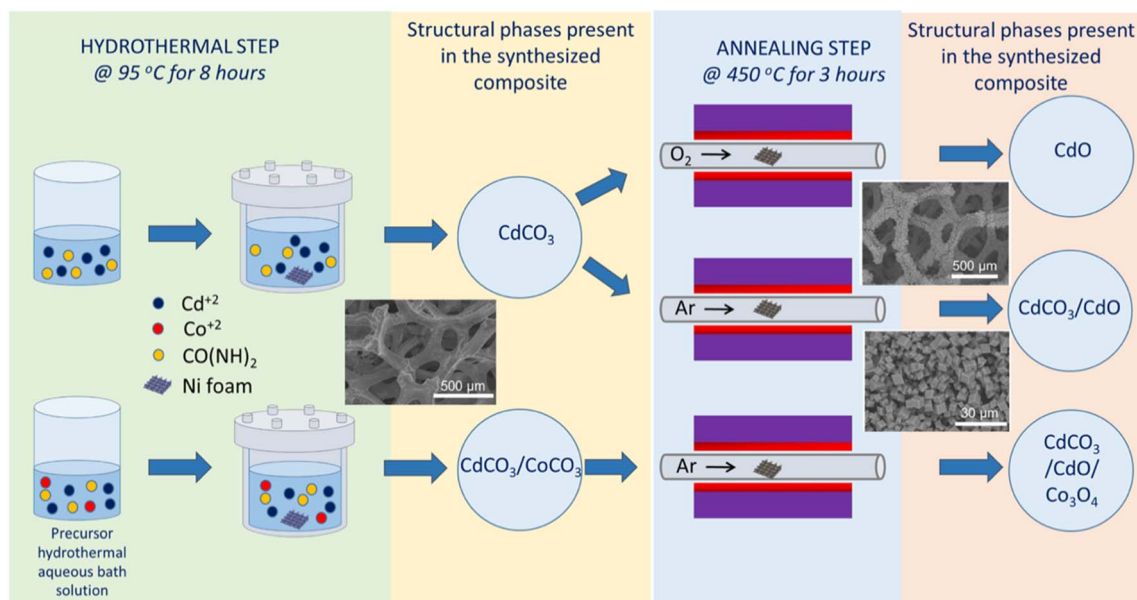 HYDROTHERMAL STEP
@ 95 °C for 8 hours
Structural phases present
in the synthesized
composite
ANNEALING STEP
@ 450 °C for 3 hours
Structural phases present
in the synthesized
composite
O₂
CdO
CdCO₃
500 µm
Cd⁺²
Co⁺²
CO(NH)₂
Ni foam
500 µm
Ar
CdCO₃/CdO
30 µm
CdCO₃/CoCO₃
Ar
CdCO₃
/CdO/
Co₃O₄
Precursor
hydrothermal
aqueous bath
solution